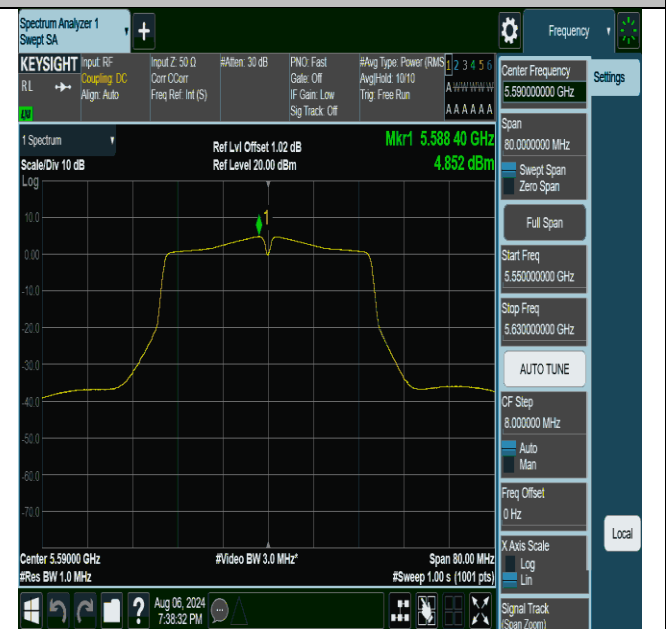 Spectrum Analyzer 1
Swept SA
+
Frequency
KEYSIGHT
RL
LXI
Input: RF
Coupling: DC
Align: Auto
Input Z: 50 Ω
Corr CCorr
Freq Ref: Int (S)
#Atten: 30 dB
PNO: Fast
Gate: Off
IF Gain: Low
Sig Track: Off
#Avg Type: Power (RMS
Avg|Hold: 10/10
Trig: Free Run
1 2 3 4 5 6
A W W W W W
A A A A A A
1 Spectrum
Scale/Div 10 dB
Log
Ref Lvl Offset 1.02 dB
Ref Level 20.00 dBm
Mkr1 5.588 40 GHz
4.852 dBm
10.0
0.00
-10.0
-20.0
-30.0
-40.0
-50.0
-60.0
-70.0
1
Center 5.59000 GHz
#Res BW 1.0 MHz
#Video BW 3.0 MHz*
Span 80.00 MHz
#Sweep 1.00 s (1001 pts)
Center Frequency
5.590000000 GHz
Span
80.0000000 MHz
Swept Span
Zero Span
Full Span
Start Freq
5.550000000 GHz
Stop Freq
5.630000000 GHz
AUTO TUNE
CF Step
8.000000 MHz
Auto
Man
Freq Offset
0 Hz
X Axis Scale
Log
Lin
Signal Track
(Span Zoom)
Settings
Local
?
Aug 06, 2024
7:38:32 PM